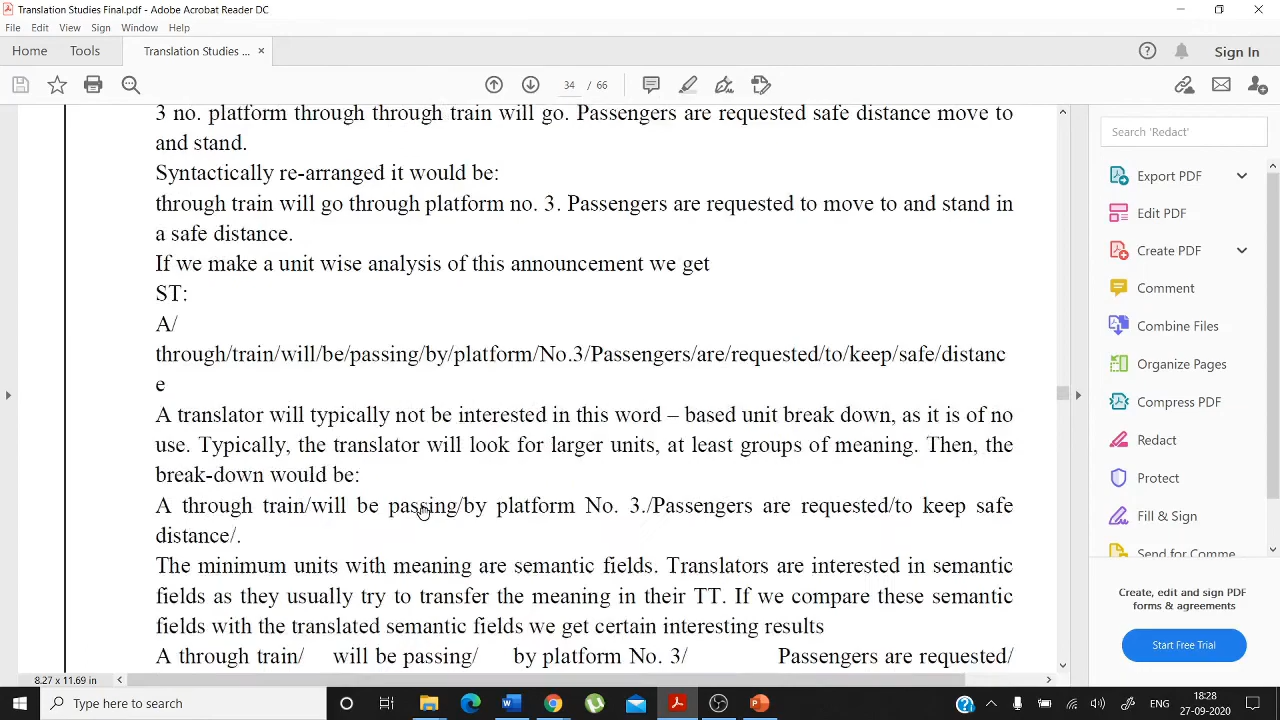 Translation Studies Final.pdf - Adobe Acrobat Reader DC
File Edit View Sign Window Help
Home Tools Translation Studies ... × Sign In
34 / 66
3 no. platform through through train will go. Passengers are requested safe distance move to
and stand.
Syntactically re-arranged it would be:
through train will go through platform no. 3. Passengers are requested to move to and stand in
a safe distance.
If we make a unit wise analysis of this announcement we get
ST:
A/
through/train/will/be/passing/by/platform/No.3/Passengers/are/requested/to/keep/safe/distanc
e
A translator will typically not be interested in this word – based unit break down, as it is of no
use. Typically, the translator will look for larger units, at least groups of meaning. Then, the
break-down would be:
A through train/will be passing/by platform No. 3./Passengers are requested/to keep safe
distance/.
The minimum units with meaning are semantic fields. Translators are interested in semantic
fields as they usually try to transfer the meaning in their TT. If we compare these semantic
fields with the translated semantic fields we get certain interesting results
A through train/ will be passing/ by platform No. 3/ Passengers are requested/
8.27 x 11.69 in
Search 'Redact'
Export PDF
Edit PDF
Create PDF
Comment
Combine Files
Organize Pages
Compress PDF
Redact
Protect
Fill & Sign
Send for Comme
Create, edit and sign PDF
forms & agreements
Start Free Trial
Type here to search
ENG
18:28
27-09-2020